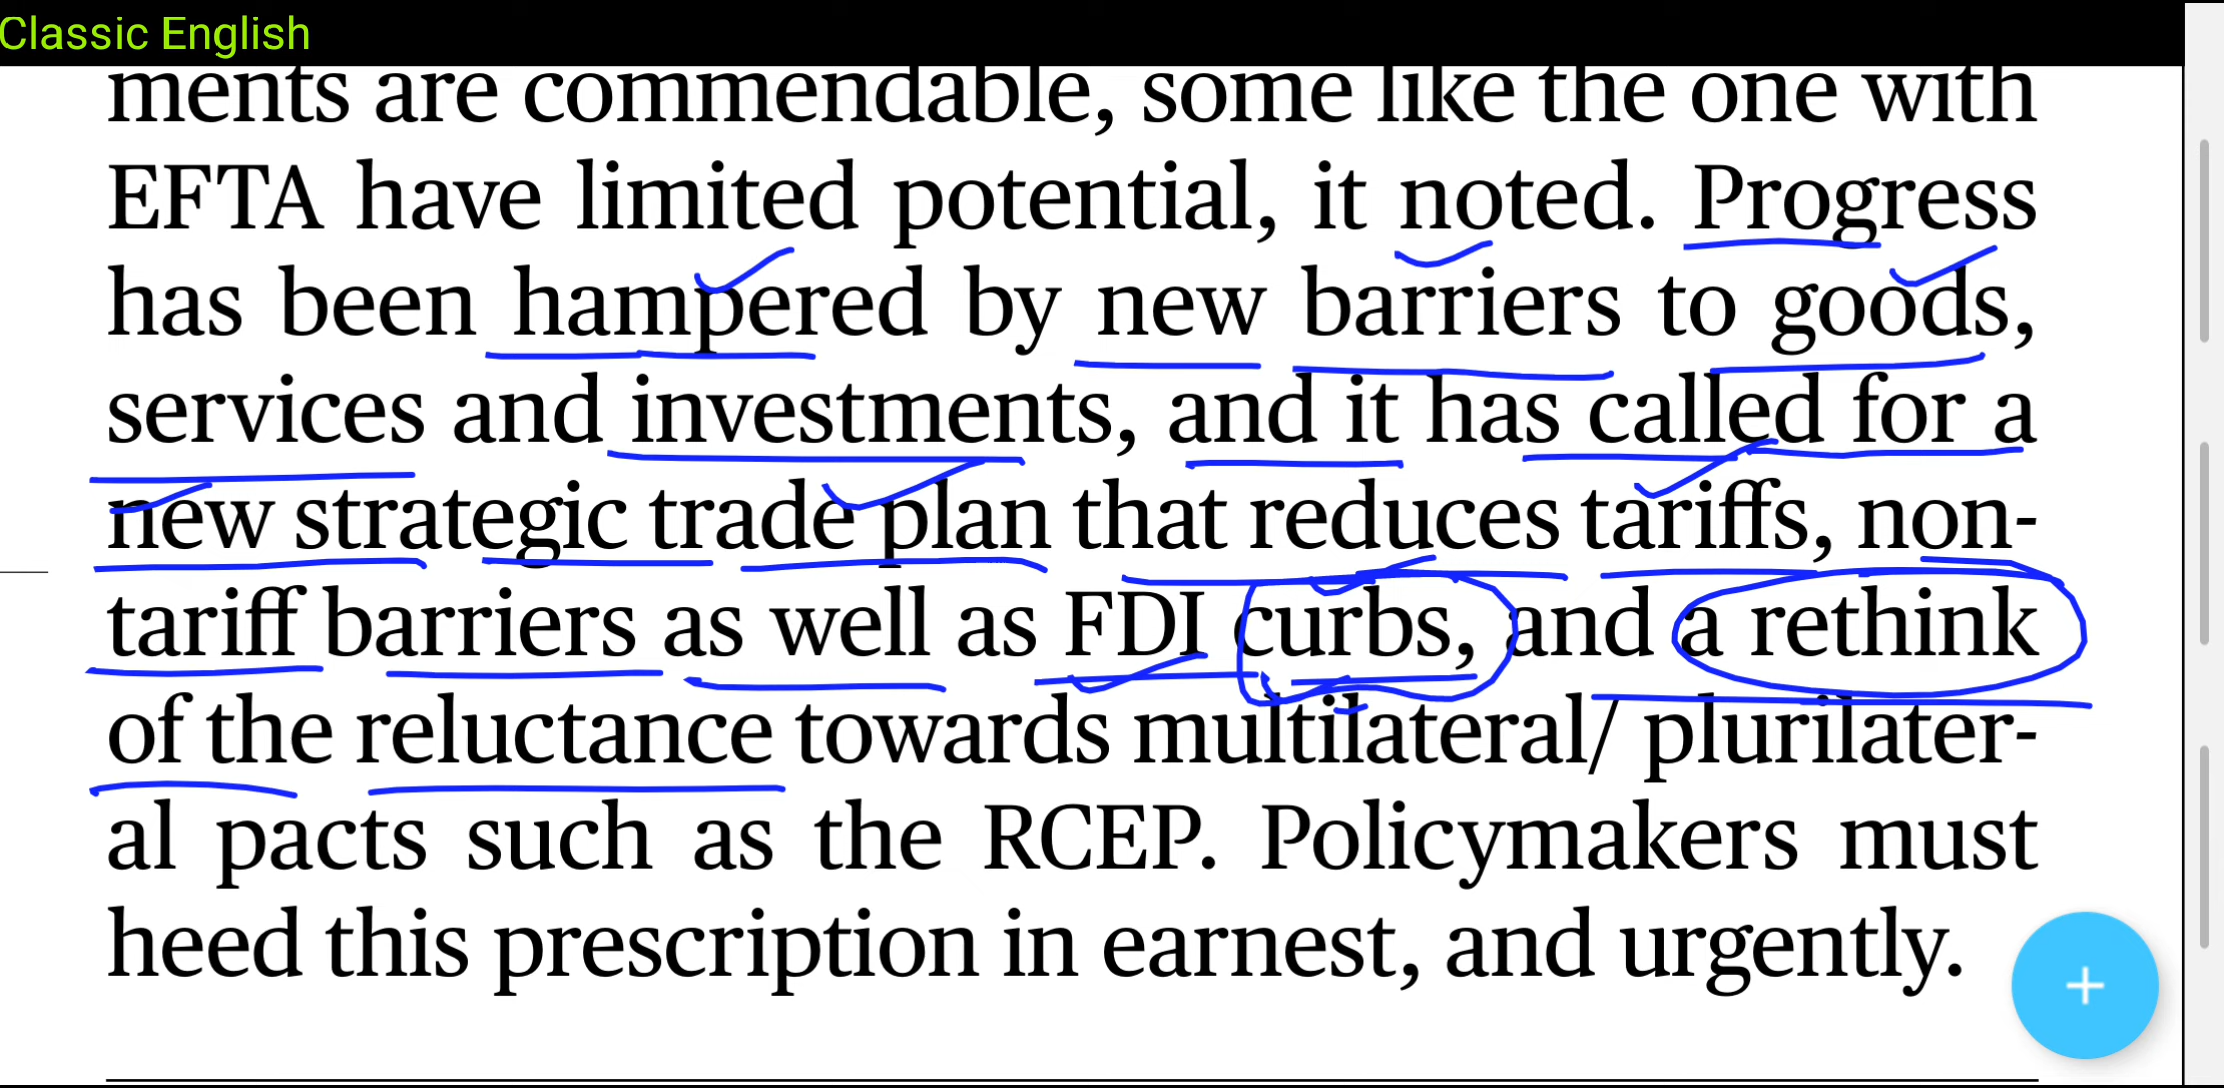 Classic English
ments are commendable, some like the one with
EFTA have limited potential, it noted. Progress
has been hampered by new barriers to goods,
services and investments, and it has called for a
new strategic trade plan that reduces tariffs, non-
tariff barriers as well as FDI curbs, and a rethink
of the reluctance towards multilateral/ plurilater-
al pacts such as the RCEP. Policymakers must
heed this prescription in earnest, and urgently.
+